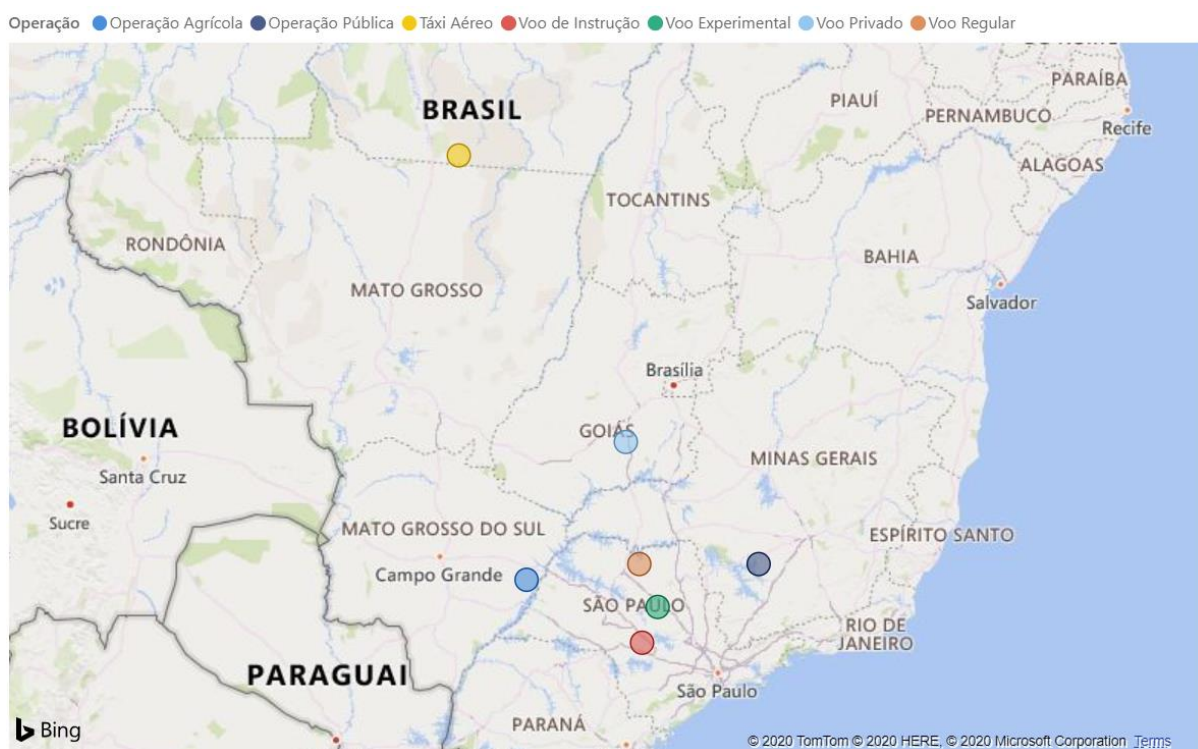 Operação Operação Agrícola Operação Pública Táxi Aéreo Voo de Instrução Voo Experimental Voo Privado Voo Regular
PARAÍBA
PIAUÍ
BRASIL
PERNAMBUCO
Recife
ALAGOAS
TOCANTINS
RONDÔNIA
BAHIA
MATO GROSSO
Salvador
Brasília
BOLÍVIA
GOIÁS
MINAS GERAIS
Santa Cruz
Sucre
MATO GROSSO DO SUL
ESPÍRITO SANTO
Campo Grande
SÃO PAULO
RIO DE
JANEIRO
PARAGUAI
São Paulo
PARANÁ
Bing
© 2020 TomTom © 2020 HERE, © 2020 Microsoft Corporation Terms